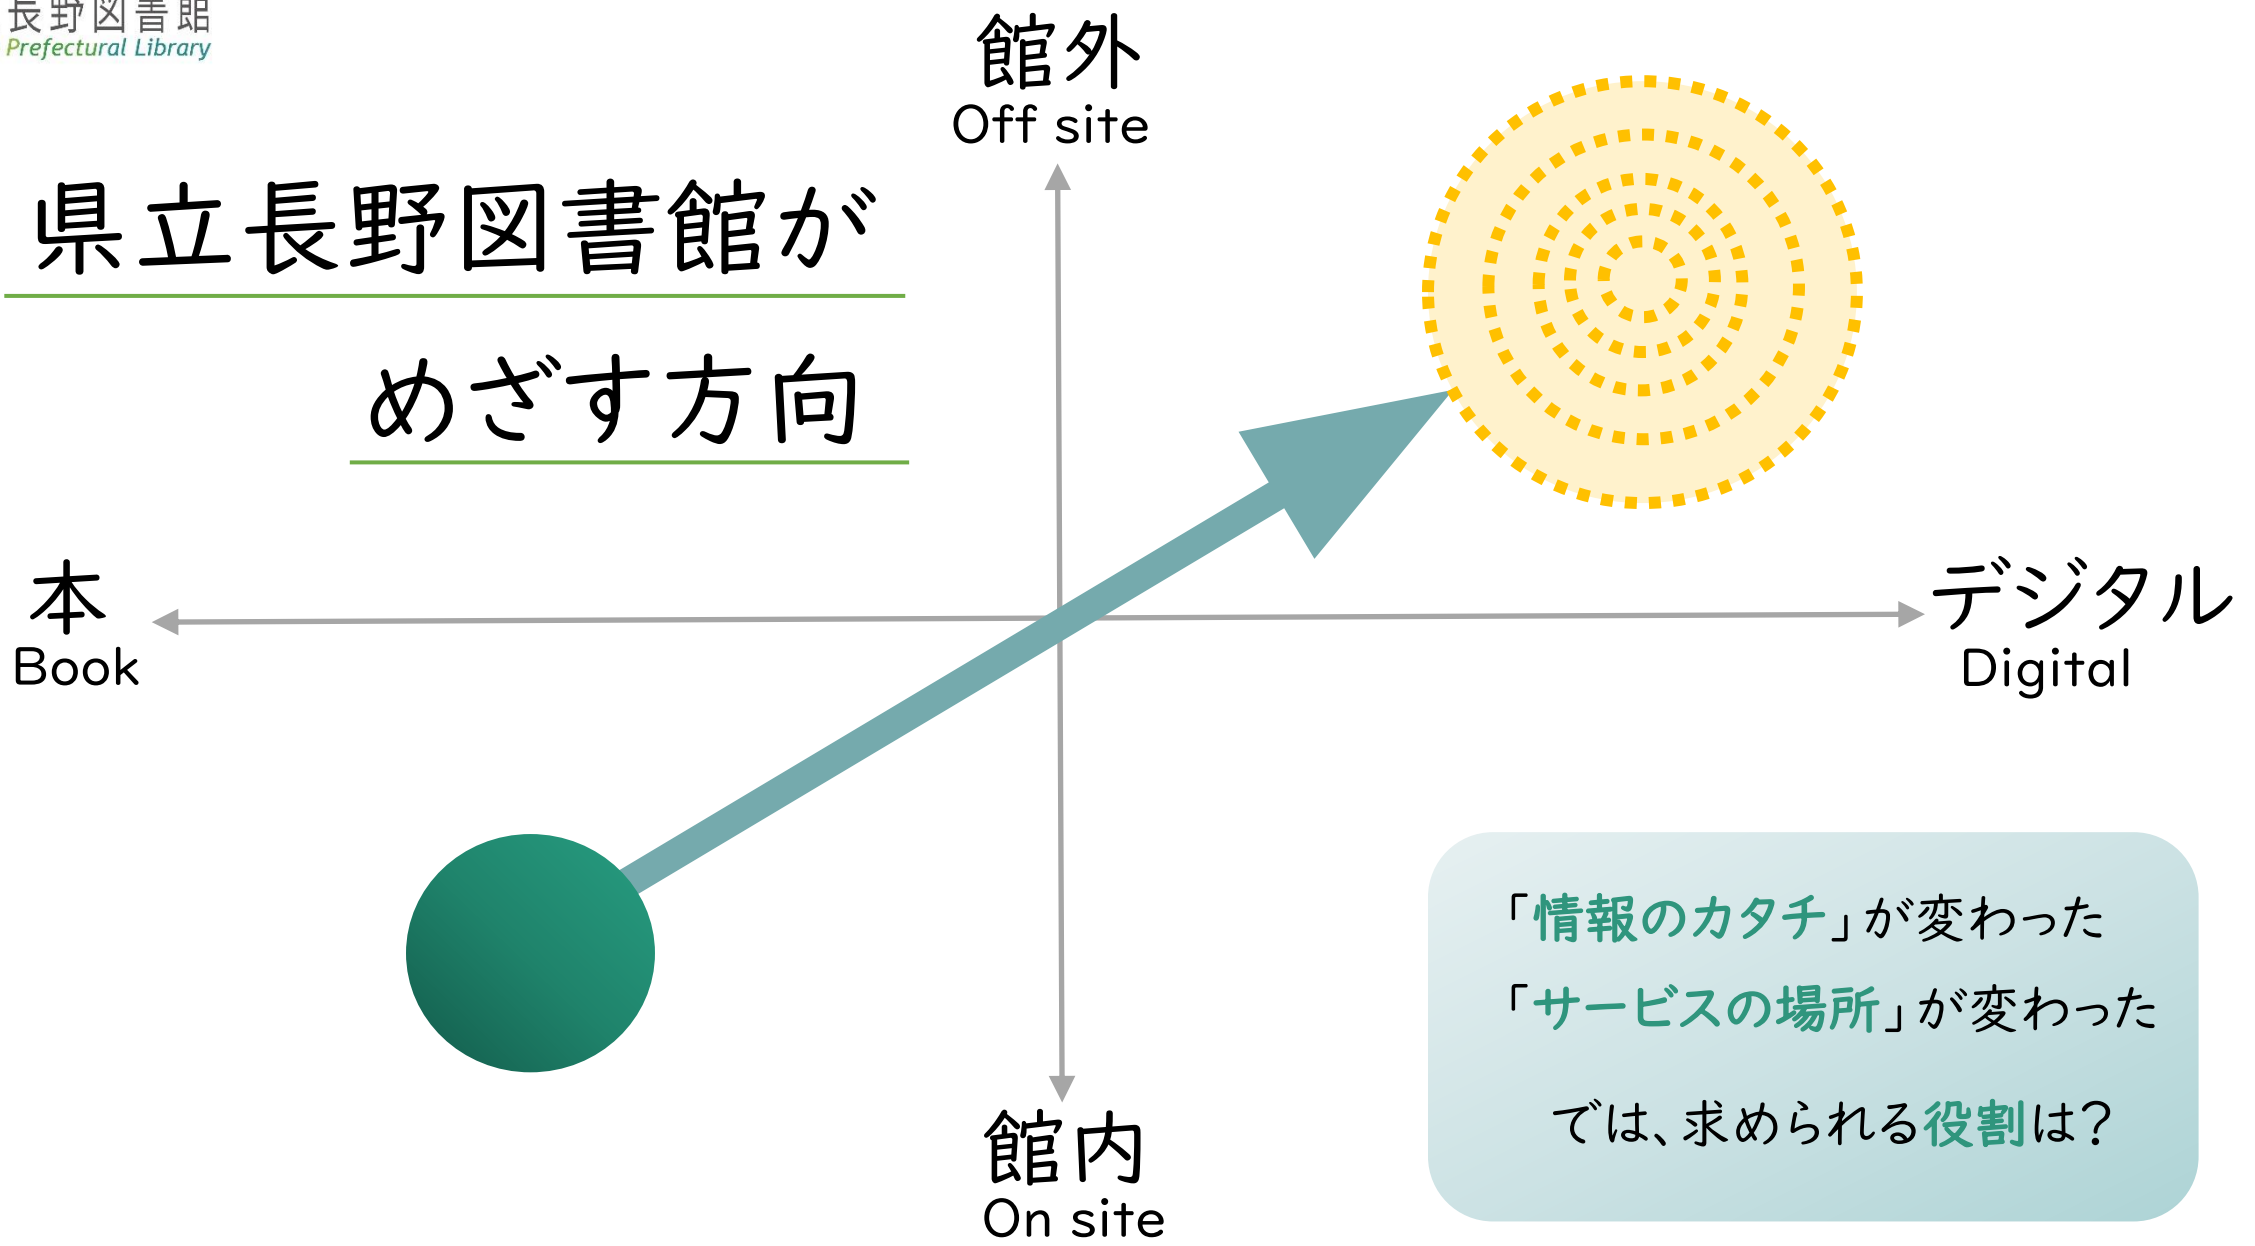 長野図書館
Prefectural Library
館外
Off site
県立長野図書館が
めざす方向
本
Book
デジタル
Digital
「情報のカタチ」が変わった
「サービスの場所」が変わった
では、求められる役割は？
館内
On site